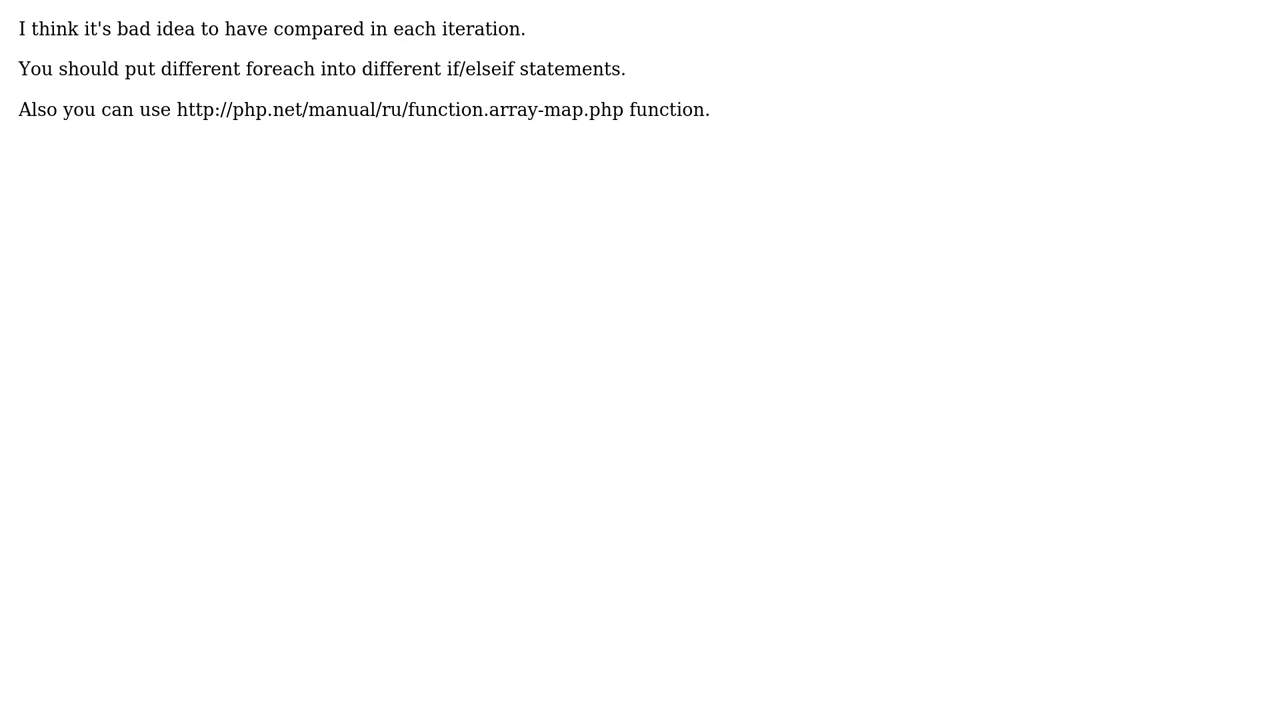 I think it's bad idea to have compared in each iteration.
You should put different foreach into different if/elseif statements.
Also you can use http://php.net/manual/ru/function.array-map.php function.